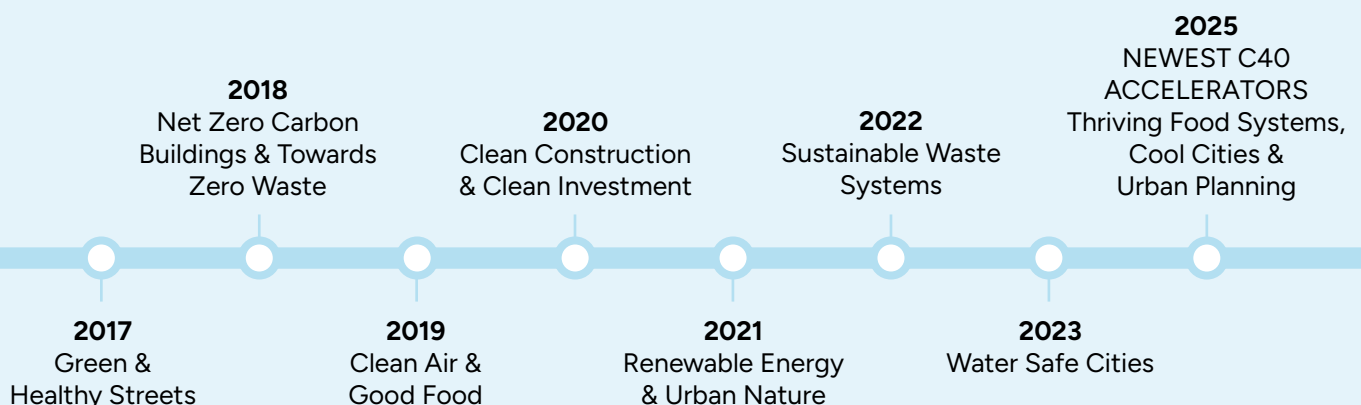 2017
Green &
Healthy Streets
2018
Net Zero Carbon
Buildings & Towards
Zero Waste
2019
Clean Air &
Good Food
2020
Clean Construction
& Clean Investment
2021
Renewable Energy
& Urban Nature
2022
Sustainable Waste
Systems
2023
Water Safe Cities
2025
NEWEST C40
ACCELERATORS
Thriving Food Systems,
Cool Cities &
Urban Planning